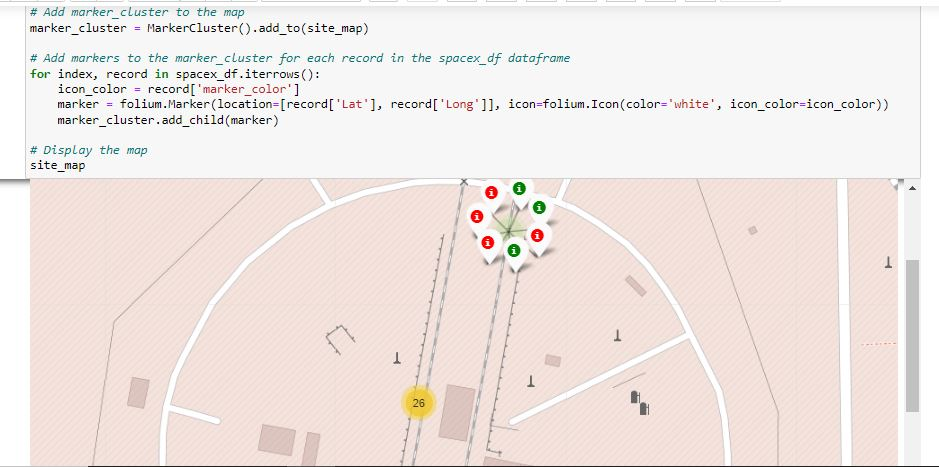 # Add marker_cluster to the map
marker_cluster = MarkerCluster().add_to(site_map)
# Add markers to the marker_cluster for each record in the spacex_df dataframe
for index, record in spacex_df.iterrows():
    icon_color = record['marker_color']
    marker = folium.Marker(location=[record['Lat'], record['Long']], icon=folium.Icon(color='white', icon_color=icon_color))
    marker_cluster.add_child(marker)
# Display the map
site_map
i
i
i
i
i
i
i
26